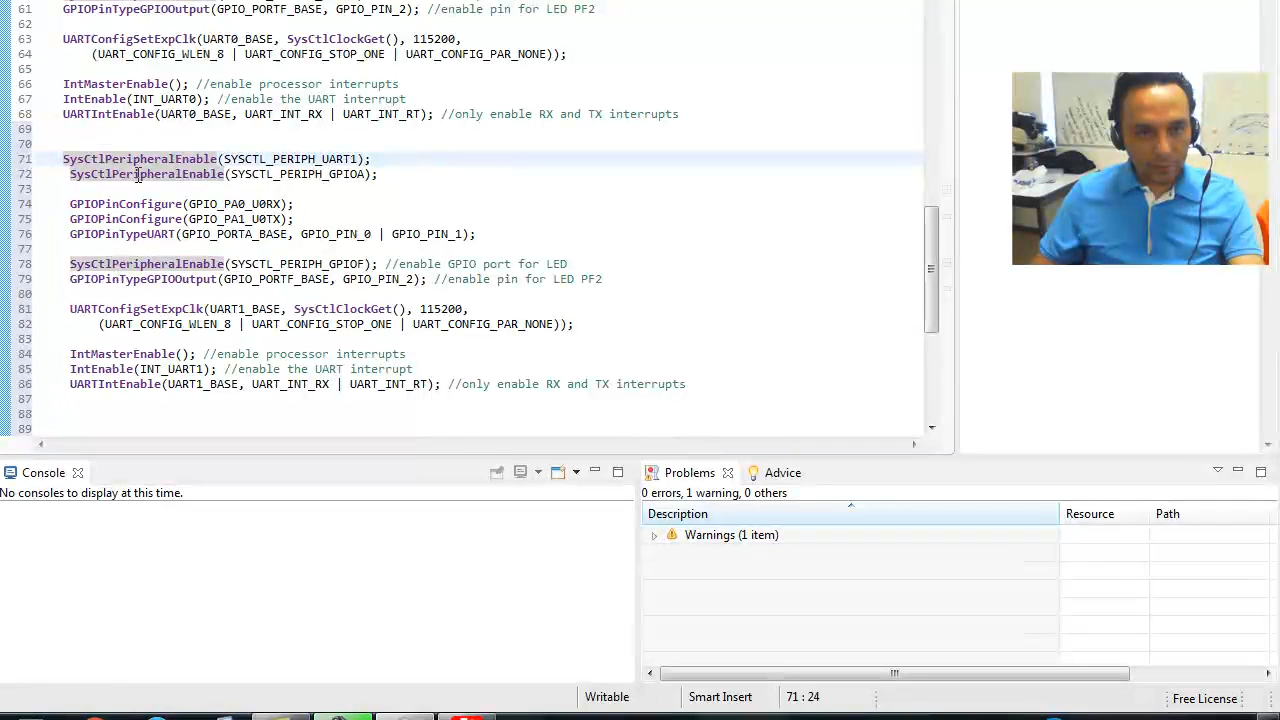 61 GPIOPinTypeGPIOOutput(GPIO_PORTF_BASE, GPIO_PIN_2); //enable pin for LED PF2
62
63 UARTConfigSetExpClk(UART0_BASE, SysCtlClockGet(), 115200,
64 (UART_CONFIG_WLEN_8 | UART_CONFIG_STOP_ONE | UART_CONFIG_PAR_NONE));
65
66 IntMasterEnable(); //enable processor interrupts
67 IntEnable(INT_UART0); //enable the UART interrupt
68 UARTIntEnable(UART0_BASE, UART_INT_RX | UART_INT_RT); //only enable RX and TX interrupts
69
70
71 SysCtlPeripheralEnable(SYSCTL_PERIPH_UART1);
72 SysCtlPeripheralEnable(SYSCTL_PERIPH_GPIOA);
73
74 GPIOPinConfigure(GPIO_PA0_U0RX);
75 GPIOPinConfigure(GPIO_PA1_U0TX);
76 GPIOPinTypeUART(GPIO_PORTA_BASE, GPIO_PIN_0 | GPIO_PIN_1);
77
78 SysCtlPeripheralEnable(SYSCTL_PERIPH_GPIOF); //enable GPIO port for LED
79 GPIOPinTypeGPIOOutput(GPIO_PORTF_BASE, GPIO_PIN_2); //enable pin for LED PF2
80
81 UARTConfigSetExpClk(UART1_BASE, SysCtlClockGet(), 115200,
82 (UART_CONFIG_WLEN_8 | UART_CONFIG_STOP_ONE | UART_CONFIG_PAR_NONE));
83
84 IntMasterEnable(); //enable processor interrupts
85 IntEnable(INT_UART1); //enable the UART interrupt
86 UARTIntEnable(UART1_BASE, UART_INT_RX | UART_INT_RT); //only enable RX and TX interrupts
87
88
89
Console
No consoles to display at this time.
Problems Advice
0 errors, 1 warning, 0 others
Description Resource Path
Warnings (1 item)
Writable Smart Insert 71 : 24 Free License